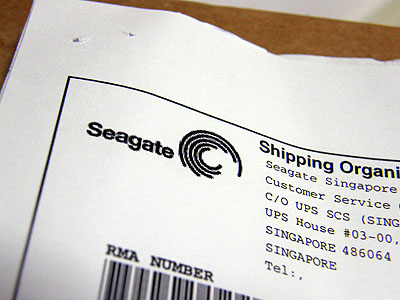 Seagate
Shipping Organi
Seagate Singapore
Customer Service
C/O UPS SCS (SING
UPS House #03-00,
SINGAPORE 486064
SINGAPORE
Tel:,
RMA NUMBER